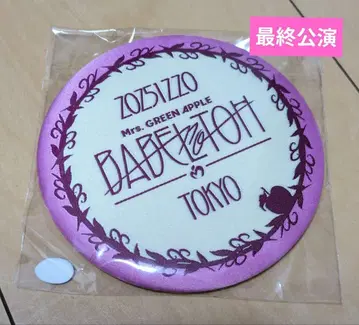 最終公演
20251220
Mrs. GREEN APPLE
BABEL no TOH
TOKYO